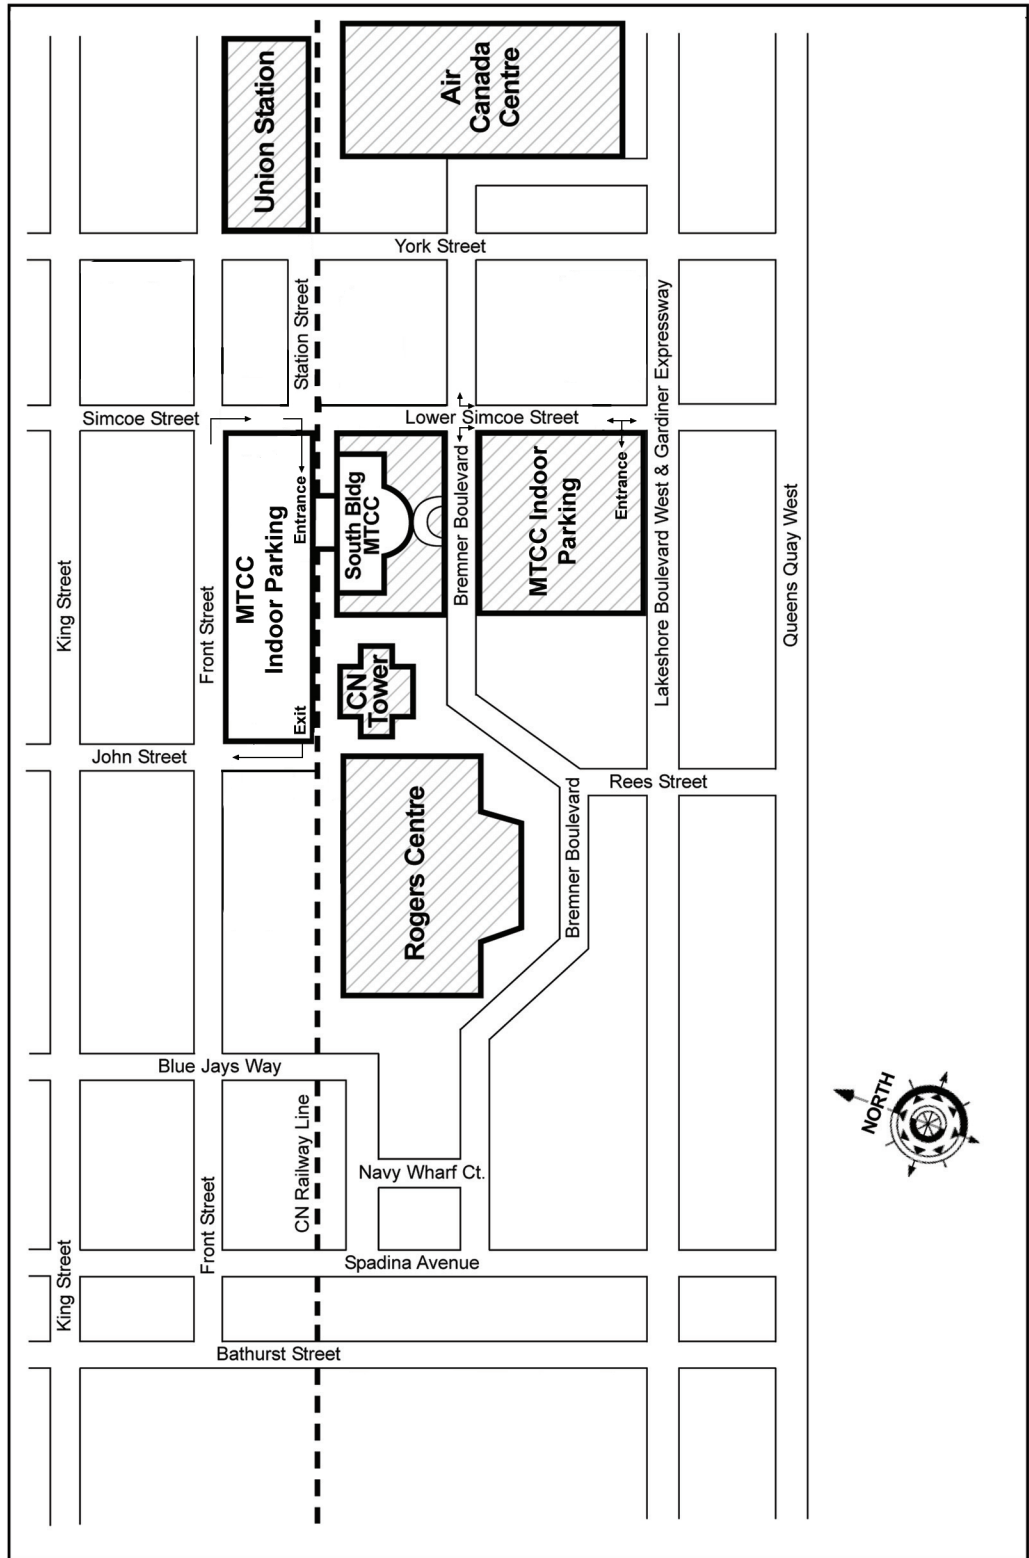 Union Station
Air
Canada
Centre
York Street
Station Street
Lakeshore Boulevard West & Gardiner Expressway
Simcoe Street
Lower Simcoe Street
MTCC
Indoor Parking
Entrance
Exit
South Bldg
MTCC
Bremner Boulevard
MTCC Indoor
Parking
Entrance
King Street
Front Street
Queens Quay West
CN
Tower
John Street
Rees Street
Rogers Centre
Bremner Boulevard
Blue Jays Way
NORTH
CN Railway Line
Navy Wharf Ct.
Front Street
King Street
Spadina Avenue
Bathurst Street